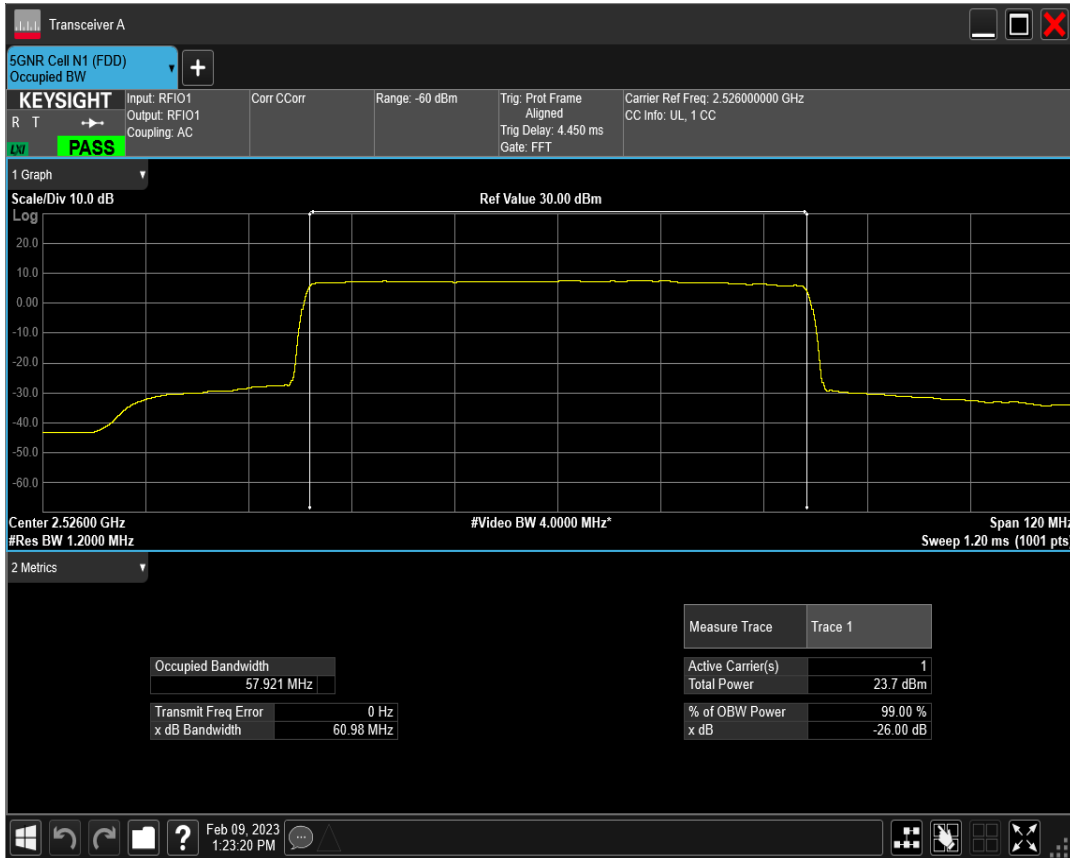 Transceiver A
5GNR Cell N1 (FDD)
Occupied BW
+
KEYSIGHT
R T
LXI
PASS
Input: RFIO1
Output: RFIO1
Coupling: AC
Corr CCorr
Range: -60 dBm
Trig: Prot Frame
Aligned
Trig Delay: 4.450 ms
Gate: FFT
Carrier Ref Freq: 2.526000000 GHz
CC Info: UL, 1 CC
1 Graph
Scale/Div 10.0 dB
Ref Value 30.00 dBm
Log
20.0
10.0
0.00
-10.0
-20.0
-30.0
-40.0
-50.0
-60.0
Center 2.52600 GHz
#Video BW 4.0000 MHz*
Span 120 MHz
#Res BW 1.2000 MHz
Sweep 1.20 ms (1001 pts)
2 Metrics
Measure Trace Trace 1
Occupied Bandwidth
57.921 MHz
Transmit Freq Error 0 Hz
x dB Bandwidth 60.98 MHz
Active Carrier(s) 1
Total Power 23.7 dBm
% of OBW Power 99.00 %
x dB -26.00 dB
?
Feb 09, 2023
1:23:20 PM